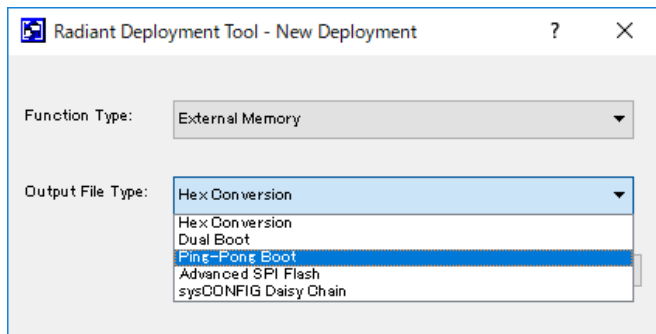 Radiant Deployment Tool - New Deployment ? X
Function Type: External Memory
Output File Type: Hex Conversion
Hex Conversion
Dual Boot
Ping-Pong Boot
Advanced SPI Flash
sysCONFIG Daisy Chain